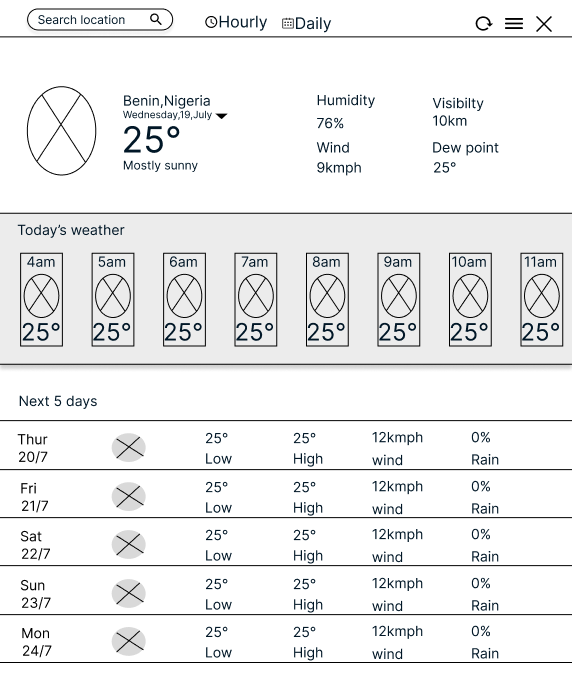 Search location
Hourly
Daily
Benin,Nigeria
Wednesday,19,July
25°
Mostly sunny
Humidity
76%
Wind
9kmph
Visibilty
10km
Dew point
25°
Today's weather
4am 5am 6am 7am 8am 9am 10am 11am
25° 25° 25° 25° 25° 25° 25° 25°
Next 5 days
Thur 25° 25° 12kmph 0%
20/7 Low High wind Rain
Fri 25° 25° 12kmph 0%
21/7 Low High wind Rain
Sat 25° 25° 12kmph 0%
22/7 Low High wind Rain
Sun 25° 25° 12kmph 0%
23/7 Low High wind Rain
Mon 25° 25° 12kmph 0%
24/7 Low High wind Rain